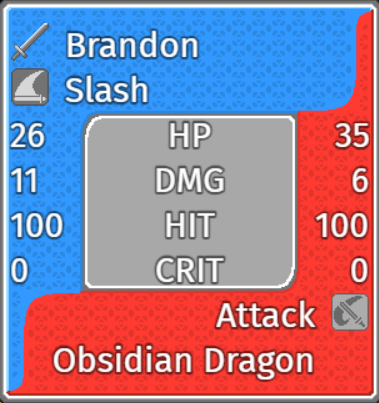 Brandon
Slash
26 HP 35
11 DMG 6
100 HIT 100
0 CRIT 0
Attack
Obsidian Dragon